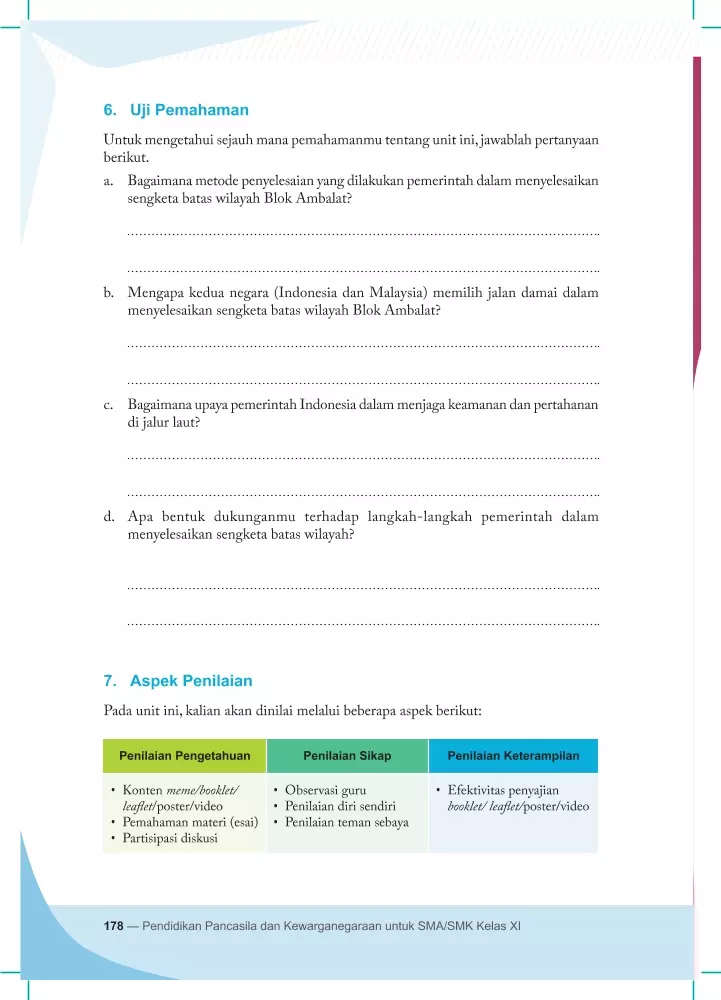 6. Uji Pemahaman
Untuk mengetahui sejauh mana pemahamanmu tentang unit ini, jawablah pertanyaan
berikut.
a. Bagaimana metode penyelesaian yang dilakukan pemerintah dalam menyelesaikan
sengketa batas wilayah Blok Ambalat?
b. Mengapa kedua negara (Indonesia dan Malaysia) memilih jalan damai dalam
menyelesaikan sengketa batas wilayah Blok Ambalat?
c. Bagaimana upaya pemerintah Indonesia dalam menjaga keamanan dan pertahanan
di jalur laut?
d. Apa bentuk dukunganmu terhadap langkah-langkah pemerintah dalam
menyelesaikan sengketa batas wilayah?
7. Aspek Penilaian
Pada unit ini, kalian akan dinilai melalui beberapa aspek berikut:
Penilaian Pengetahuan
• Konten meme/booklet/
leaflet/poster/video
• Pemahaman materi (esai)
• Partisipasi diskusi
Penilaian Sikap
• Observasi guru
• Penilaian diri sendiri
• Penilaian teman sebaya
Penilaian Keterampilan
• Efektivitas penyajian
booklet/ leaflet/poster/video
178 — Pendidikan Pancasila dan Kewarganegaraan untuk SMA/SMK Kelas XI